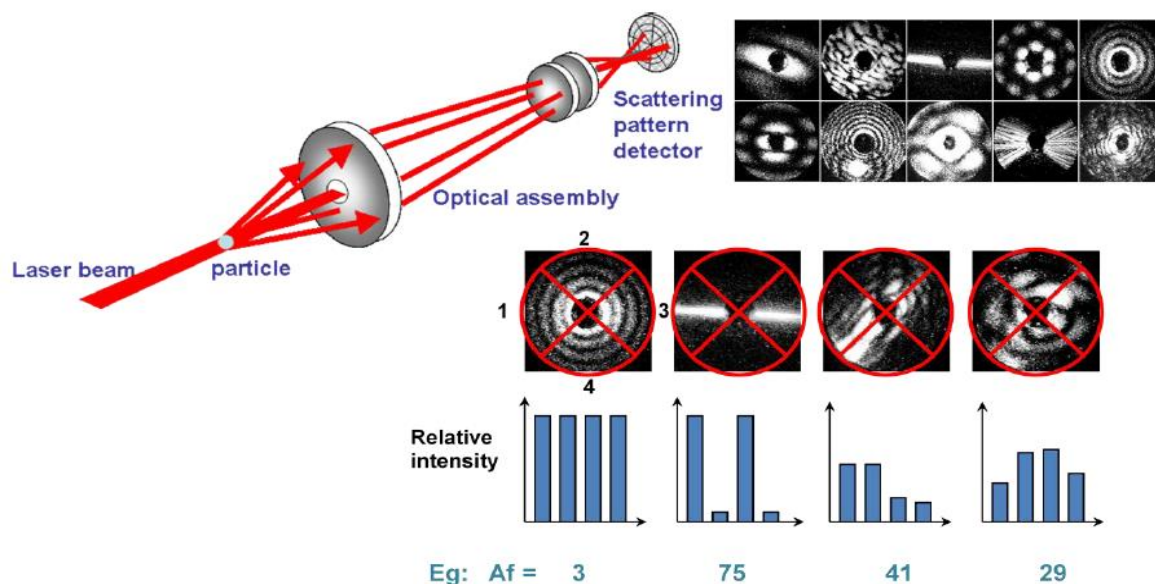 Scattering
pattern
detector
Optical assembly
Laser beam
particle
2
1
3
4
Relative
intensity
Eg: Af = 3 75 41 29